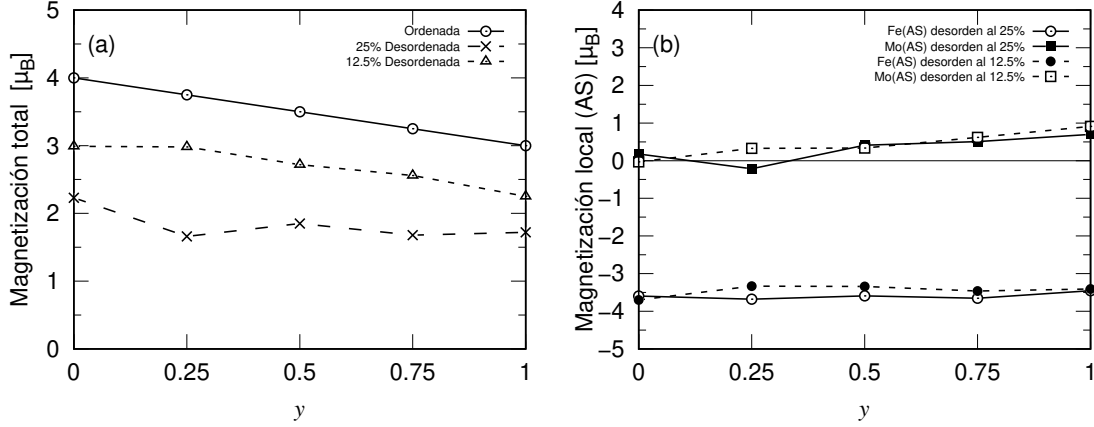 (a)
Ordenada
25% Desordenada
12.5% Desordenada
Magnetización total [μB]
5
4
3
2
1
0
0 0.25 0.5 0.75 1
y
(b)
Fe(AS) desorden al 25%
Mo(AS) desorden al 25%
Fe(AS) desorden al 12.5%
Mo(AS) desorden al 12.5%
Magnetización local (AS) [μB]
4
3
2
1
0
−1
−2
−3
−4
−5
0 0.25 0.5 0.75 1
y